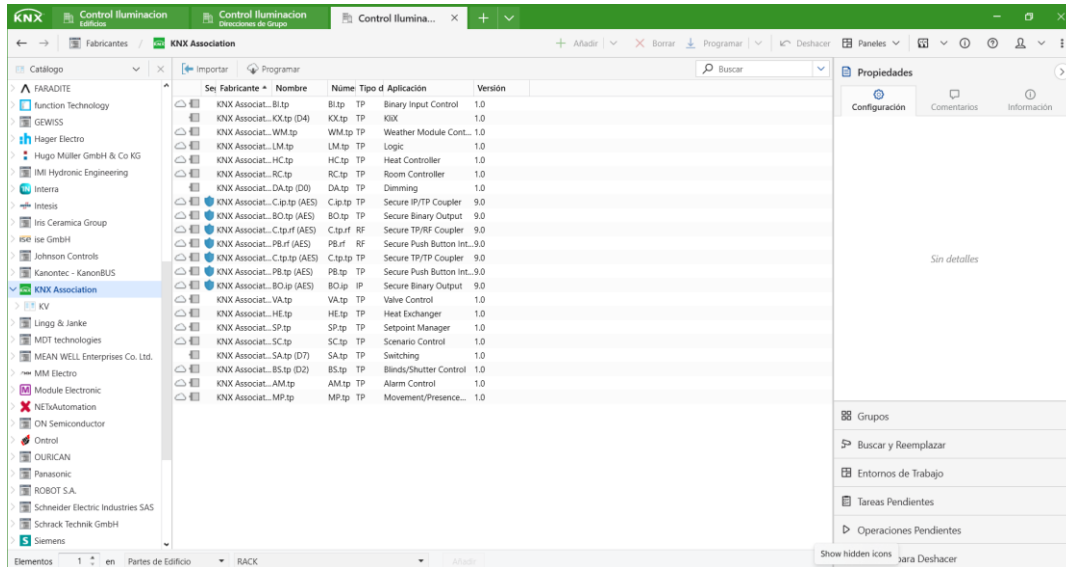 KNX Control Iluminacion Edificios Control Iluminacion Direcciones de Grupo Control Ilumina... × + 
Fabricantes / KNX Association + Añadir Borrar Programar Deshacer Paneles
Catálogo
FARADITE
function Technology
GEWISS
Hager Electro
Hugo Müller GmbH & Co KG
IMI Hydronic Engineering
Interra
Intesis
Iris Ceramica Group
ise ise GmbH
Johnson Controls
Kanontec - KanonBUS
KNX Association
KV
Lingg & Janke
MDT technologies
MEAN WELL Enterprises Co. Ltd.
MM Electro
Module Electronic
NETxAutomation
ON Semiconductor
Ontrol
OURICAN
Panasonic
ROBOT S.A.
Schneider Electric Industries SAS
Schrack Technik GmbH
Siemens
Importar Programar Buscar
Se Fabricante Nombre Núme Tipo d Aplicación Versión
KNX Associat... BI.tp BI.tp TP Binary Input Control 1.0
KNX Associat... KX.tp (D4) KX.tp TP KliX 1.0
KNX Associat... WM.tp WM.tp TP Weather Module Cont... 1.0
KNX Associat... LM.tp LM.tp TP Logic 1.0
KNX Associat... HC.tp HC.tp TP Heat Controller 1.0
KNX Associat... RC.tp RC.tp TP Room Controller 1.0
KNX Associat... DA.tp (D0) DA.tp TP Dimming 1.0
KNX Associat... C.ip.tp (AES) C.ip.tp TP Secure IP/TP Coupler 9.0
KNX Associat... BO.tp (AES) BO.tp TP Secure Binary Output 9.0
KNX Associat... C.tp.rf (AES) C.tp.rf RF Secure TP/RF Coupler 9.0
KNX Associat... PB.rf (AES) PB.rf RF Secure Push Button Int... 9.0
KNX Associat... C.tp.tp (AES) C.tp.tp TP Secure TP/TP Coupler 9.0
KNX Associat... PB.tp (AES) PB.tp TP Secure Push Button Int... 9.0
KNX Associat... BO.ip (AES) BO.ip IP Secure Binary Output 9.0
KNX Associat... VA.tp VA.tp TP Valve Control 1.0
KNX Associat... HE.tp HE.tp TP Heat Exchanger 1.0
KNX Associat... SP.tp SP.tp TP Setpoint Manager 1.0
KNX Associat... SC.tp SC.tp TP Scenario Control 1.0
KNX Associat... SA.tp (D7) SA.tp TP Switching 1.0
KNX Associat... BS.tp (D2) BS.tp TP Blinds/Shutter Control 1.0
KNX Associat... AM.tp AM.tp TP Alarm Control 1.0
KNX Associat... MP.tp MP.tp TP Movement/Presence... 1.0
Propiedades
Configuración Comentarios Información
Sin detalles
Grupos
Buscar y Reemplazar
Entornos de Trabajo
Tareas Pendientes
Operaciones Pendientes
Show hidden icons
para Deshacer
Elementos 1 en Partes de Edificio RACK Añadir